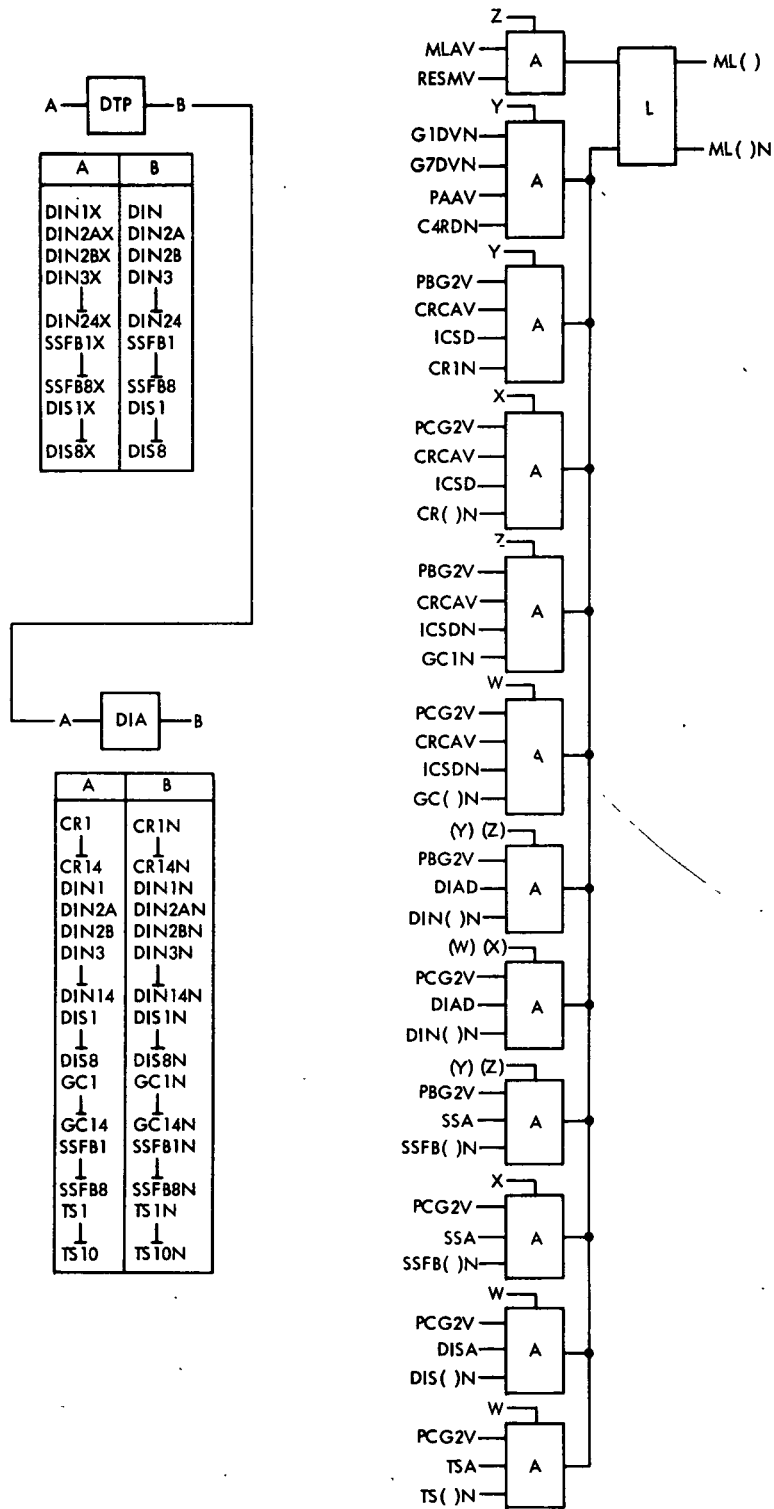 A DTP B
A B
DIN1X DIN
DIN2AX DIN2A
DIN2BX DIN2B
DIN3X DIN3
DIN24X DIN24
SSFB1X SSFB1
SSFB8X SSFB8
DIS1X DIS1
DIS8X DIS8
A DIA B
A B
CR1 CR1N
CR14 CR14N
DIN1 DIN1N
DIN2A DIN2AN
DIN2B DIN2BN
DIN3 DIN3N
DIN14 DIN14N
DIS1 DIS1N
DIS8 DIS8N
GC1 GC1N
GC14 GC14N
SSFB1 SSFB1N
SSFB8 SSFB8N
TS1 TS1N
TS10 TS10N
Z
MLAV
RESMV
A
L
ML( )
ML( )N
Y
G1DVN
G7DVN
PAAV
C4RDN
A
Y
PBG2V
CRCAV
ICSD
CR1N
A
X
PCG2V
CRCAV
ICSD
CR( )N
A
Z
PBG2V
CRCAV
ICSDN
GC1N
A
W
PCG2V
CRCAV
ICSDN
GC( )N
A
(Y) (Z)
PBG2V
DIAD
DIN( )N
A
(W) (X)
PCG2V
DIAD
DIN( )N
A
(Y) (Z)
PBG2V
SSA
SSFB( )N
A
X
PCG2V
SSA
SSFB( )N
A
W
PCG2V
DISA
DIS( )N
A
W
PCG2V
TSA
TS( )N
A